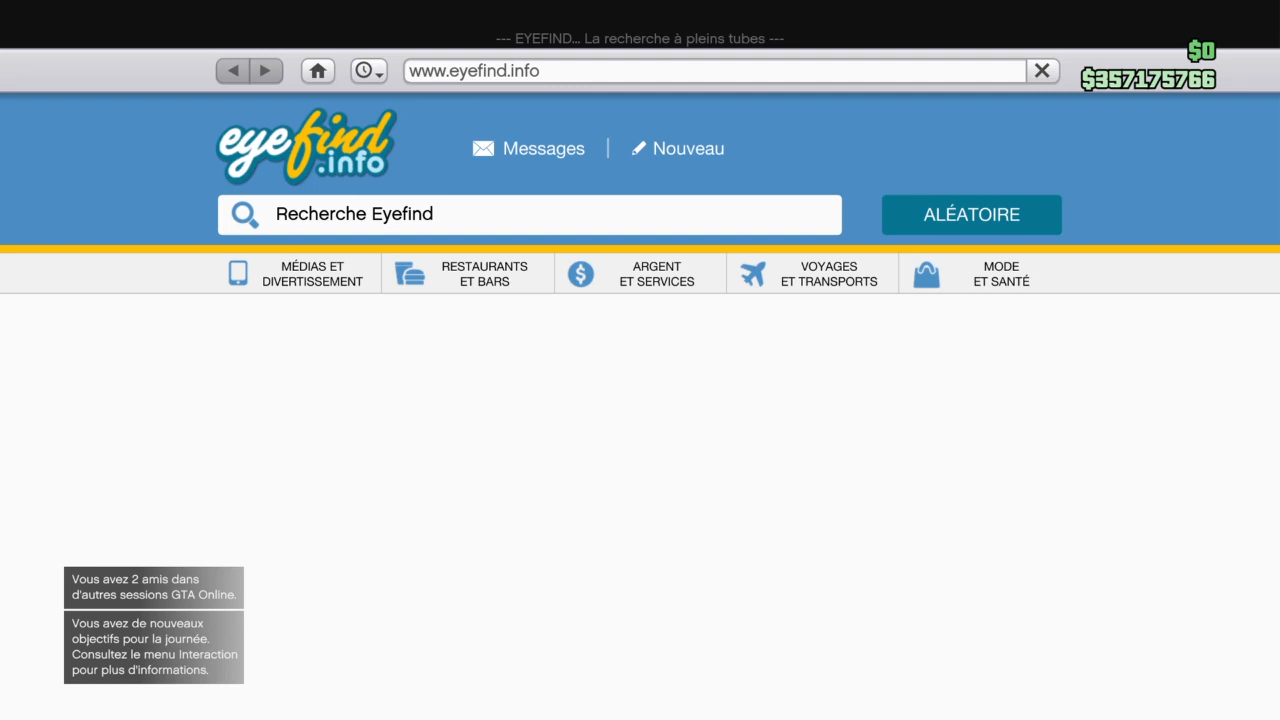 --- EYEFIND... La recherche à pleins tubes ---
$0
www.eyefind.info
$357175766
eyefind
.info
Messages
Nouveau
Recherche Eyefind
ALÉATOIRE
MÉDIAS ET
DIVERTISSEMENT
RESTAURANTS
ET BARS
ARGENT
ET SERVICES
VOYAGES
ET TRANSPORTS
MODE
ET SANTÉ
Vous avez 2 amis dans
d'autres sessions GTA Online.
Vous avez de nouveaux
objectifs pour la journée.
Consultez le menu Interaction
pour plus d'informations.